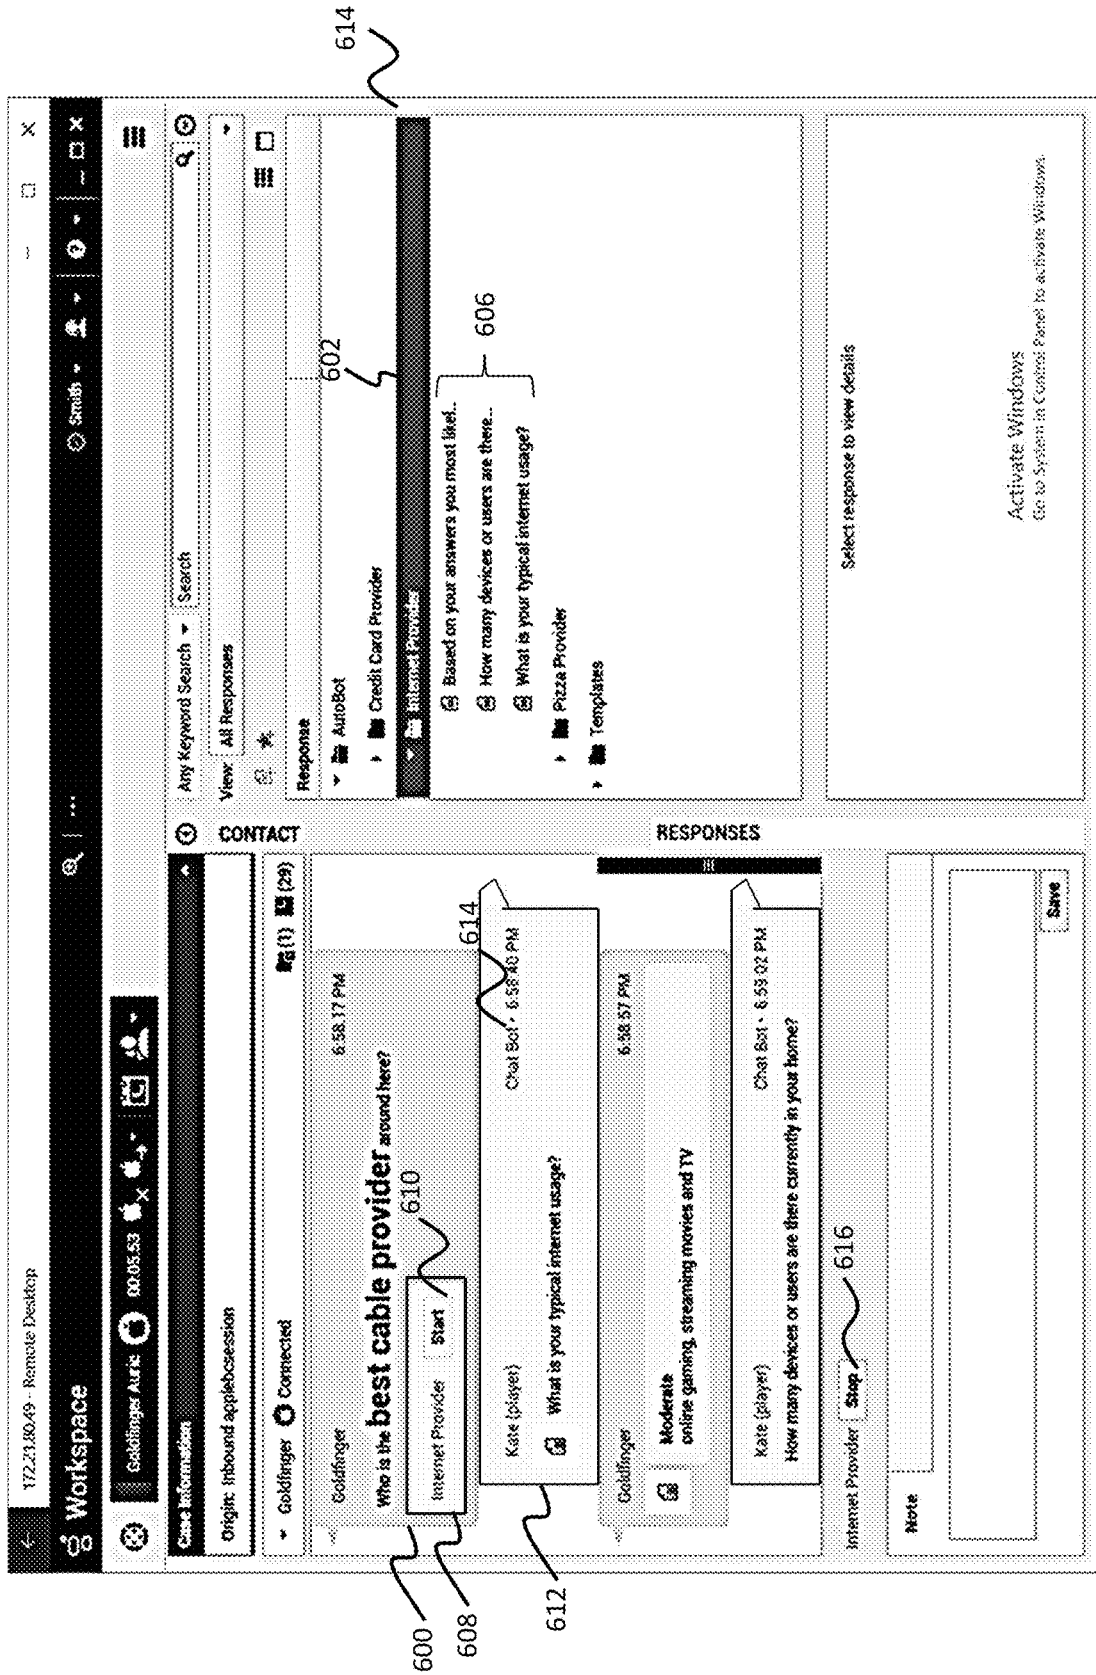 172.21.80.49 - Remote Desktop
Workspace
Smith
Goldfinger Aunc 00:05:53
Case Information
Origin: Inbound applebcsession
Goldfinger Connected (1) (29)
Goldfinger 6:58:17 PM
Who is the best cable provider around here?
Internet Provider Start
Kate (player) Chat Bot • 6:58:40 PM
What is your typical internet usage?
Goldfinger 6:58:57 PM
Moderate
online gaming, streaming movies and TV
Kate (player) Chat Bot • 6:59:02 PM
How many devices or users are there currently in your home?
Internet Provider Stop
Note
Save
CONTACT
RESPONSES
Any Keyword Search Search
View: All Responses
Response
AutoBot
Credit Card Provider
Internet Provider
Based on your answers you most likel..
How many devices or users are there..
What is your typical internet usage?
Pizza Provider
Templates
Select response to view details
Activate Windows
Go to System in Control Panel to activate Windows.
600
608
612
610
614
616
602
606
614